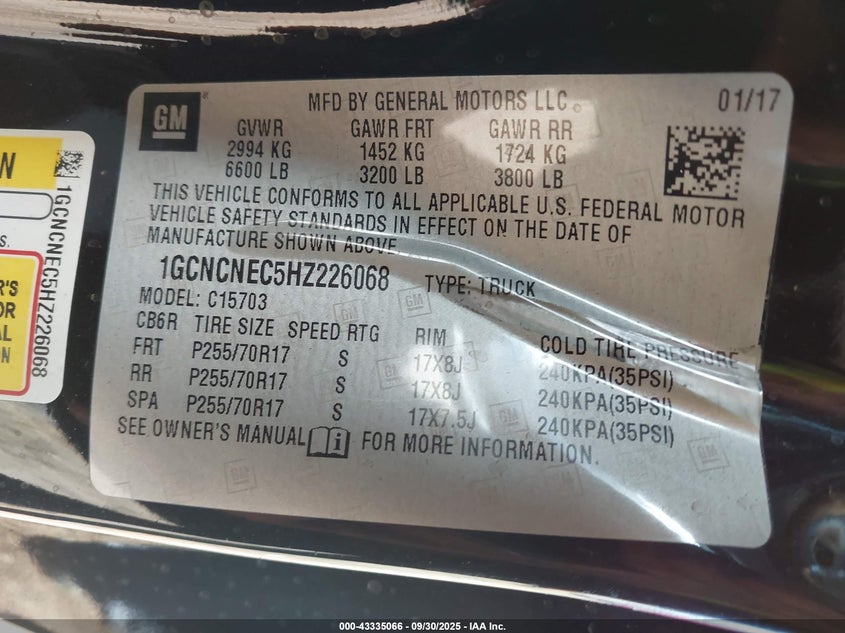 GM
MFD BY GENERAL MOTORS LLC
01/17
GVWR GAWR FRT GAWR RR
2994 KG 1452 KG 1724 KG
6600 LB 3200 LB 3800 LB
THIS VEHICLE CONFORMS TO ALL APPLICABLE U.S. FEDERAL MOTOR
VEHICLE SAFETY STANDARDS IN EFFECT ON THE DATE OF
MANUFACTURE SHOWN ABOVE
1GCNCNEC5HZ226068 TYPE: TRUCK
MODEL: C15703
CB6R TIRE SIZE SPEED RTG RIM COLD TIRE PRESSURE
FRT P255/70R17 S 17X8J 240KPA(35PSI)
RR P255/70R17 S 17X8J 240KPA(35PSI)
SPA P255/70R17 S 17X7.5J 240KPA(35PSI)
SEE OWNER'S MANUAL FOR MORE INFORMATION.
N
S.
R'S
OR
AL
ON
1GCNCNEC5HZ226068
000-43335066 - 09/30/2025 - IAA Inc.